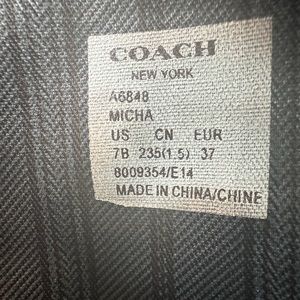 COACH
NEW YORK
A6848
MICHA
US CN EUR
7B 235(1.5) 37
8009354/E14
MADE IN CHINA/CHINE